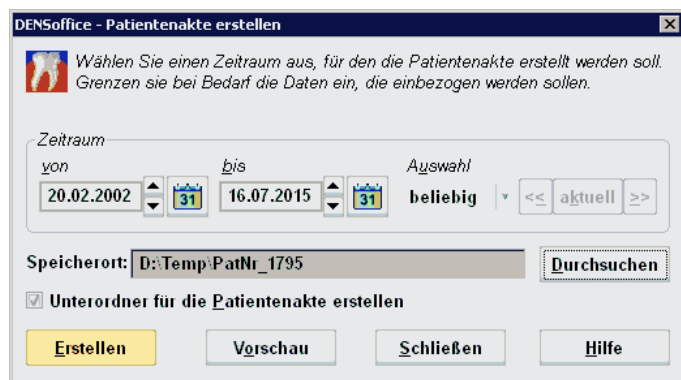 DENSoffice - Patientenakte erstellen
Wählen Sie einen Zeitraum aus, für den die Patientenakte erstellt werden soll.
Grenzen sie bei Bedarf die Daten ein, die einbezogen werden sollen.
Zeitraum
von bis Auswahl
20.02.2002 31 16.07.2015 31 beliebig << aktuell >>
Speicherort: D:\Temp\PatNr_1795 Durchsuchen
Unterordner für die Patientenakte erstellen
Erstellen Vorschau Schließen Hilfe